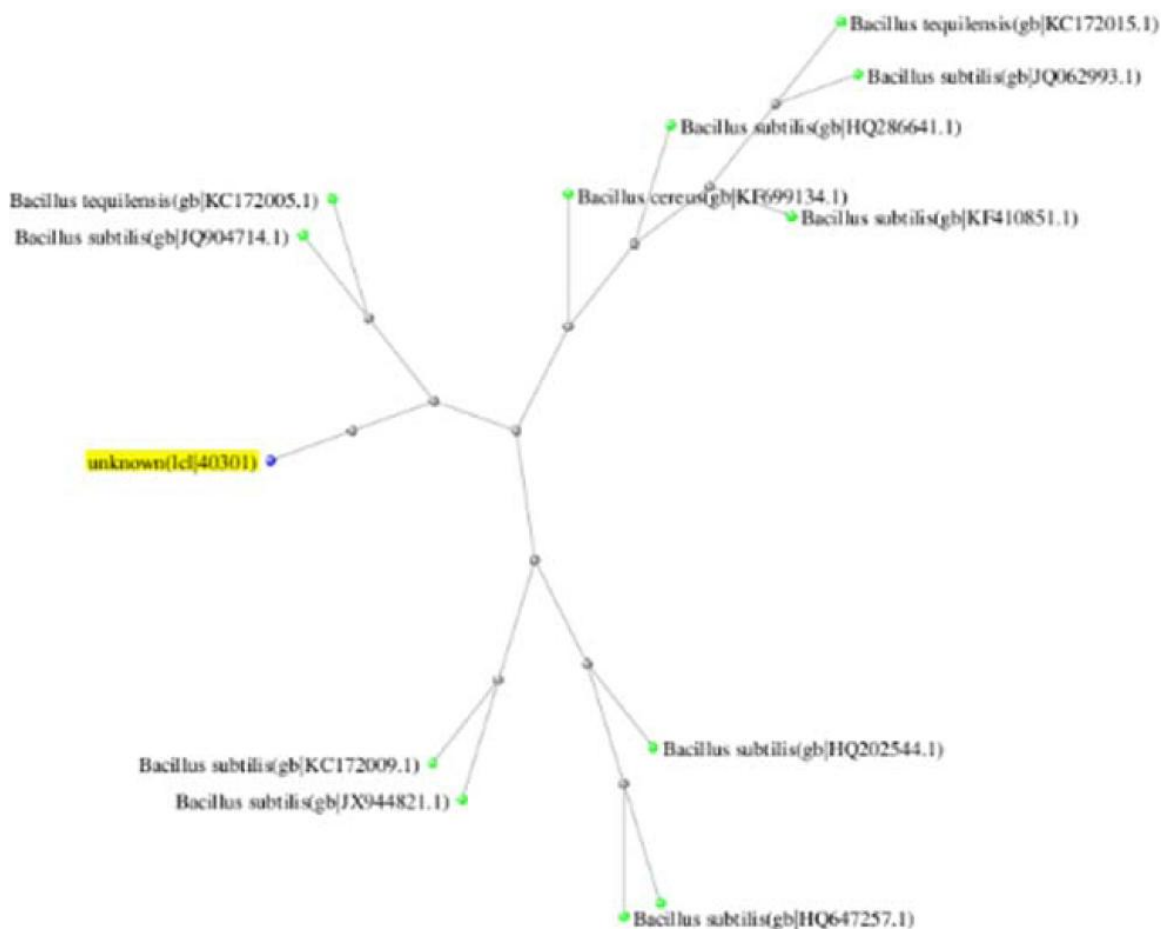 Bacillus tequilensis(gb|KC172015.1)
Bacillus subtilis(gb|JQ062993.1)
Bacillus subtilis(gb|HQ286641.1)
Bacillus tequilensis(gb|KC172005.1)
Bacillus cereus(gb|KF699134.1)
Bacillus subtilis(gb|KF410851.1)
Bacillus subtilis(gb|JQ904714.1)
unknown(lcl|40301)
Bacillus subtilis(gb|HQ202544.1)
Bacillus subtilis(gb|KC172009.1)
Bacillus subtilis(gb|JX944821.1)
Bacillus subtilis(gb|HQ647257.1)